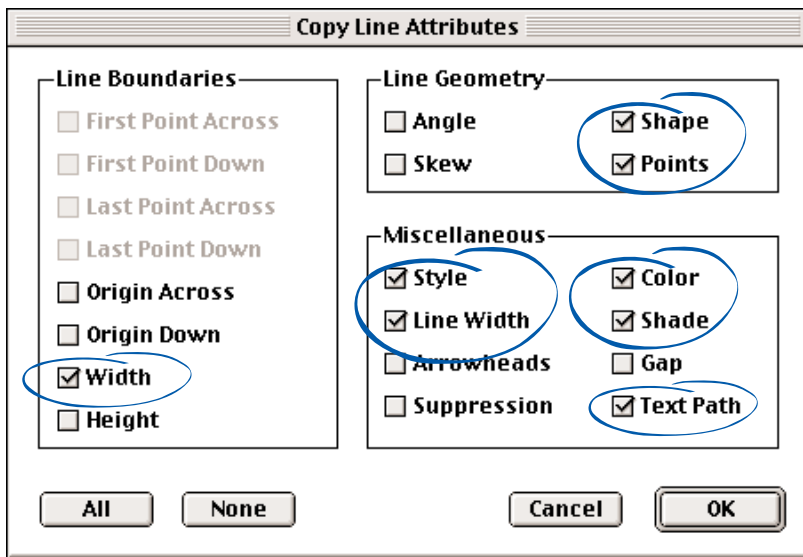 Copy Line Attributes
Line Boundaries
First Point Across
First Point Down
Last Point Across
Last Point Down
Origin Across
Origin Down
Width
Height
Line Geometry
Angle
Shape
Skew
Points
Miscellaneous
Style
Color
Line Width
Shade
Arrowheads
Gap
Suppression
Text Path
All
None
Cancel
OK